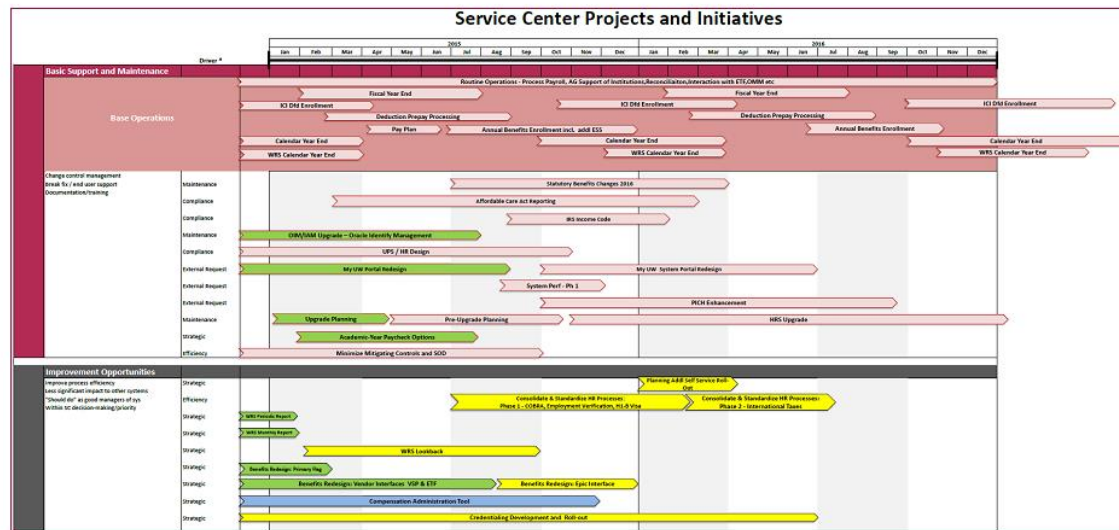 Service Center Projects and Initiatives
2015 2016
Jan Feb Mar Apr May Jun Jul Aug Sep Oct Nov Dec Jan Feb Mar Apr May Jun Jul Aug Sep Oct Nov Dec
Driver *
Basic Support and Maintenance
Routine Operations - Process Payroll, AG Support of Institutions,Reconciliaiton,Interaction with ETF,OMM etc
Fiscal Year End Fiscal Year End
ICI Dfd Enrollment ICI Dfd Enrollment ICI Dfd Enrollment
Base Operations
Deduction Prepay Processing Deduction Prepay Processing
Pay Plan Annual Benefits Enrollment incl. addl ESS Annual Benefits Enrollment
Calendar Year End Calendar Year End Calendar Year End
WRS Calendar Year End WRS Calendar Year End WRS Calendar Year End
Change control management
Break fix / end user support
Documentation/training
Maintenance Statutory Benefits Changes 2016
Compliance Affordable Care Act Reporting
Compliance IRS Income Code
Maintenance OIM/IAM Upgrade – Oracle Identify Management
Compliance UPS / HR Design
External Request My UW Portal Redesign My UW System Portal Redesign
External Request System Perf - Ph 1
External Request PICH Enhancement
Maintenance Upgrade Planning Pre-Upgrade Planning HRS Upgrade
Strategic Academic-Year Paycheck Options
Efficiency Minimize Mitigating Controls and SOD
Improvement Opportunities
Improve process efficiency
Less significant impact to other systems
"Should do" as good managers of sys
Within SC decision-making/priority
Strategic Planning Addl Self Service Roll-
Out
Efficiency Consolidate & Standardize HR Processes: Consolidate & Standardize HR Processes:
Phase 1 - COBRA, Employment Verification, H1-B Visa Phase 2 - International Taxes
Strategic WRS Periodic Report
Strategic WRS Monthly Report
Strategic WRS Lookback
Strategic Benefits Redesign: Primary Flag
Strategic Benefits Redesign: Vendor Interfaces VSP & ETF Benefits Redesign: Epic Interface
Strategic Compensation Administration Tool
Strategic Credentialing Development and Roll-out